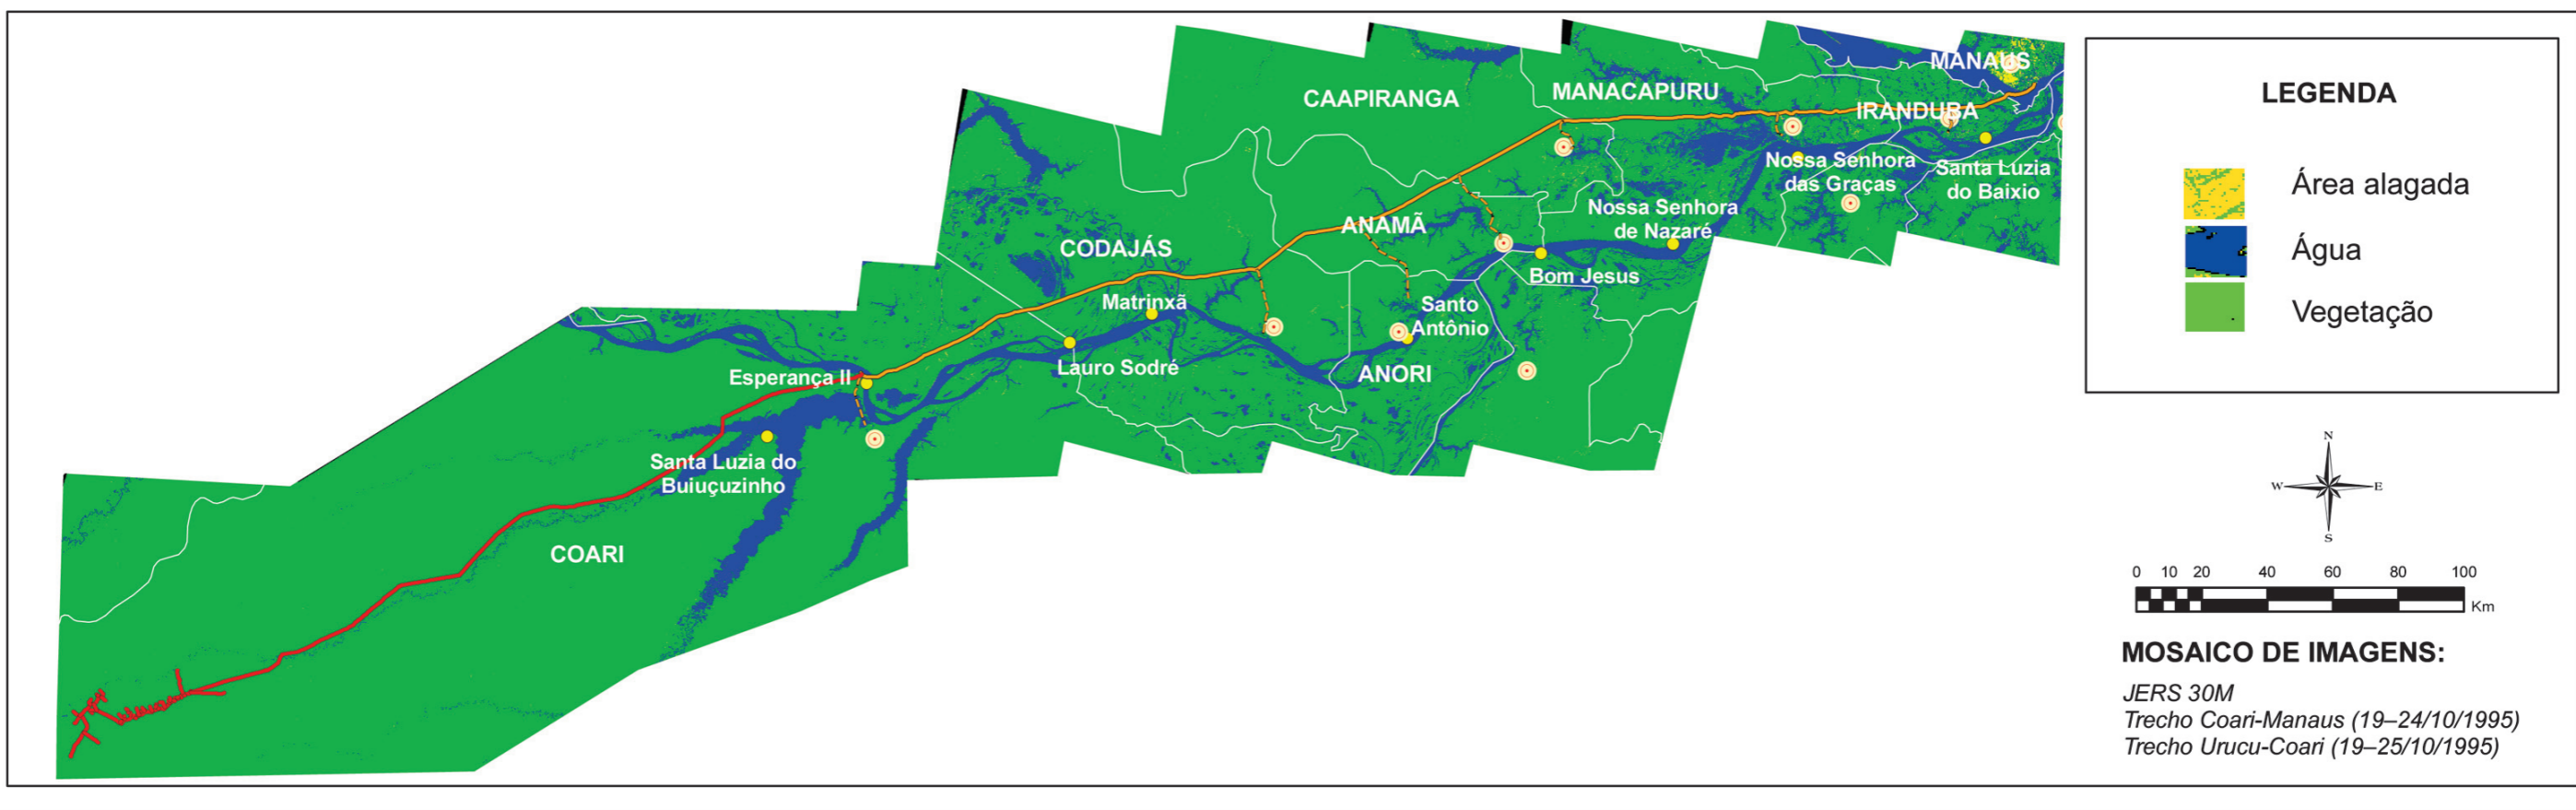 MANAUS
CAAPIRANGA
MANACAPURU
IRANDUBA
Nossa Senhora
das Graças
Santa Luzia
do Baixio
Nossa Senhora
de Nazaré
ANAMÃ
CODAJÁS
Bom Jesus
Matrinxã
Santo
Antônio
Lauro Sodré
ANORI
Esperança II
Santa Luzia do
Buiuçuzinho
COARI
LEGENDA
Área alagada
Água
Vegetação
N
W
E
S
0 10 20 40 60 80 100
Km
MOSAICO DE IMAGENS:
JERS 30M
Trecho Coari-Manaus (19–24/10/1995)
Trecho Urucu-Coari (19–25/10/1995)